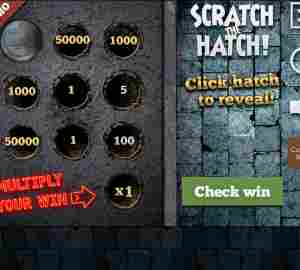 SCRATCH
THE
HATCH!
50000 1000
1000 1 5
50000 1 100
Click hatch
to reveal!
MULTIPLY
YOUR WIN
x1
Check win